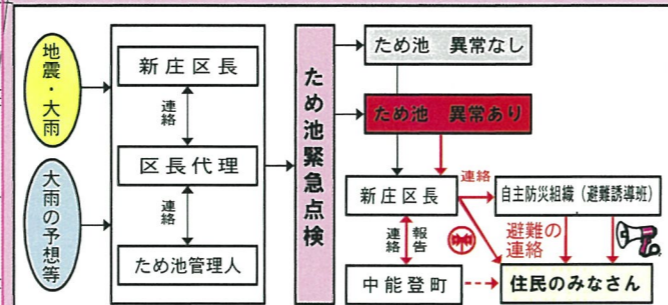 地震・大雨
大雨の予想等
新庄区長
連絡
区長代理
連絡
ため池管理人
ため池緊急点検
ため池 異常なし
ため池 異常あり
新庄区長
連絡
自主防災組織（避難誘導班）
連絡
報告
避難の
連絡
中能登町
住民のみなさん